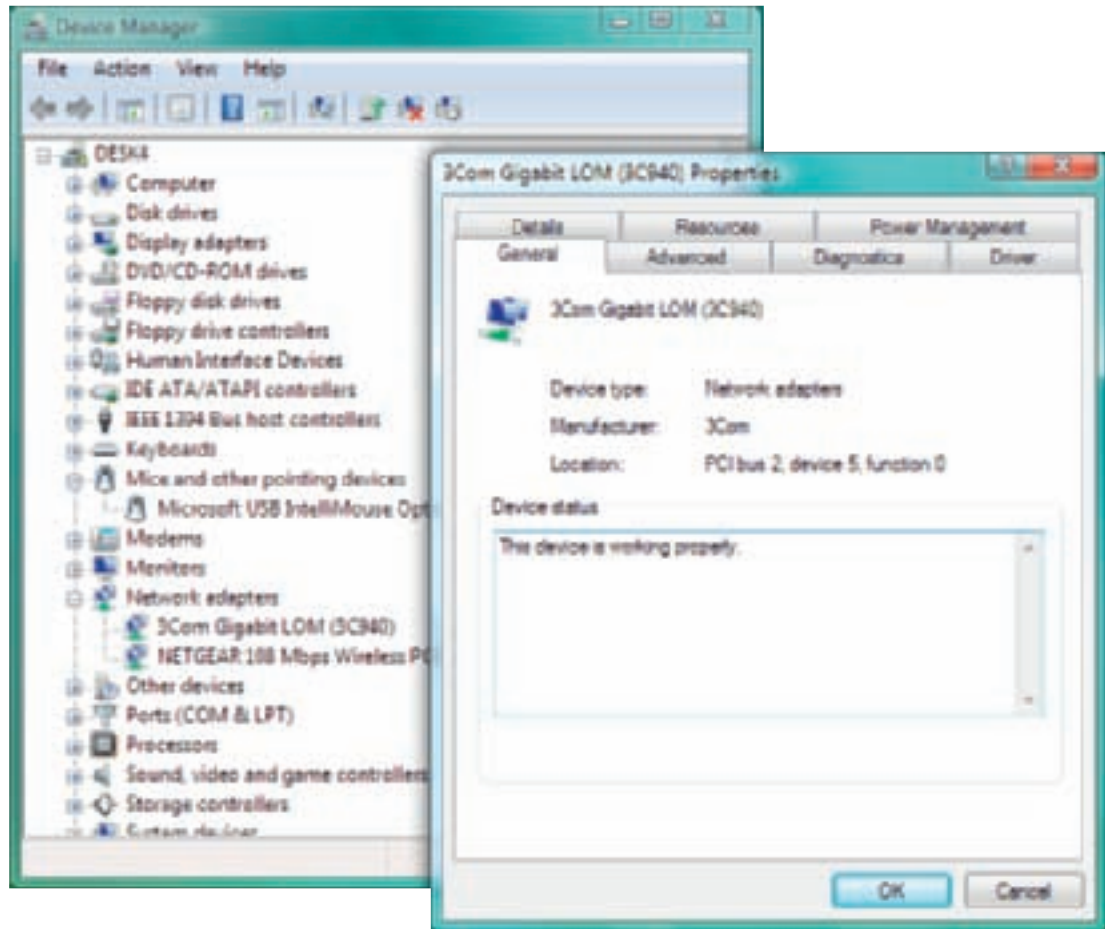 Device Manager
File Action View Help
DESK4
Computer
Disk drives
Display adapters
DVD/CD-ROM drives
Floppy disk drives
Floppy drive controllers
Human Interface Devices
IDE ATA/ATAPI controllers
IEEE 1394 Bus host controllers
Keyboards
Mice and other pointing devices
Microsoft USB IntelliMouse Opt
Modems
Monitors
Network adapters
3Com Gigabit LOM (3C940)
NETGEAR 108 Mbps Wireless PC
Other devices
Ports (COM & LPT)
Processors
Sound, video and game controllers
Storage controllers
System devices
3Com Gigabit LOM (3C940) Properties
Details Resources Power Management
General Advanced Diagnostics Driver
3Com Gigabit LOM (3C940)
Device type: Network adapters
Manufacturer: 3Com
Location: PCI bus 2, device 5, function 0
Device status
This device is working properly.
OK Cancel